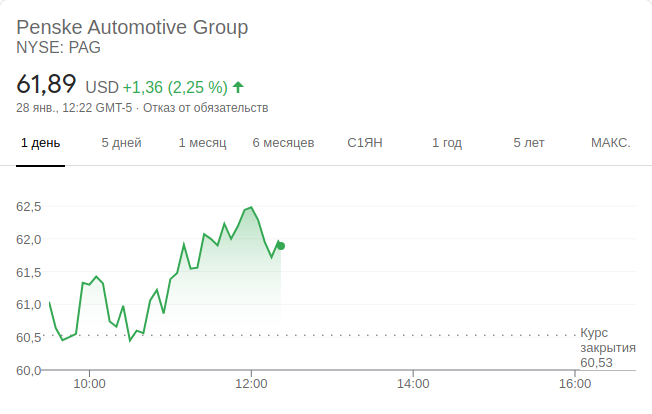 Penske Automotive Group
NYSE: PAG
61,89 USD +1,36 (2,25 %)
28 янв., 12:22 GMT-5 · Отказ от обязательств
1 день 5 дней 1 месяц 6 месяцев С1ЯН 1 год 5 лет МАКС.
62,5
62,0
61,5
61,0
60,5
60,0
Курс
закрытия
60,53
10:00 12:00 14:00 16:00